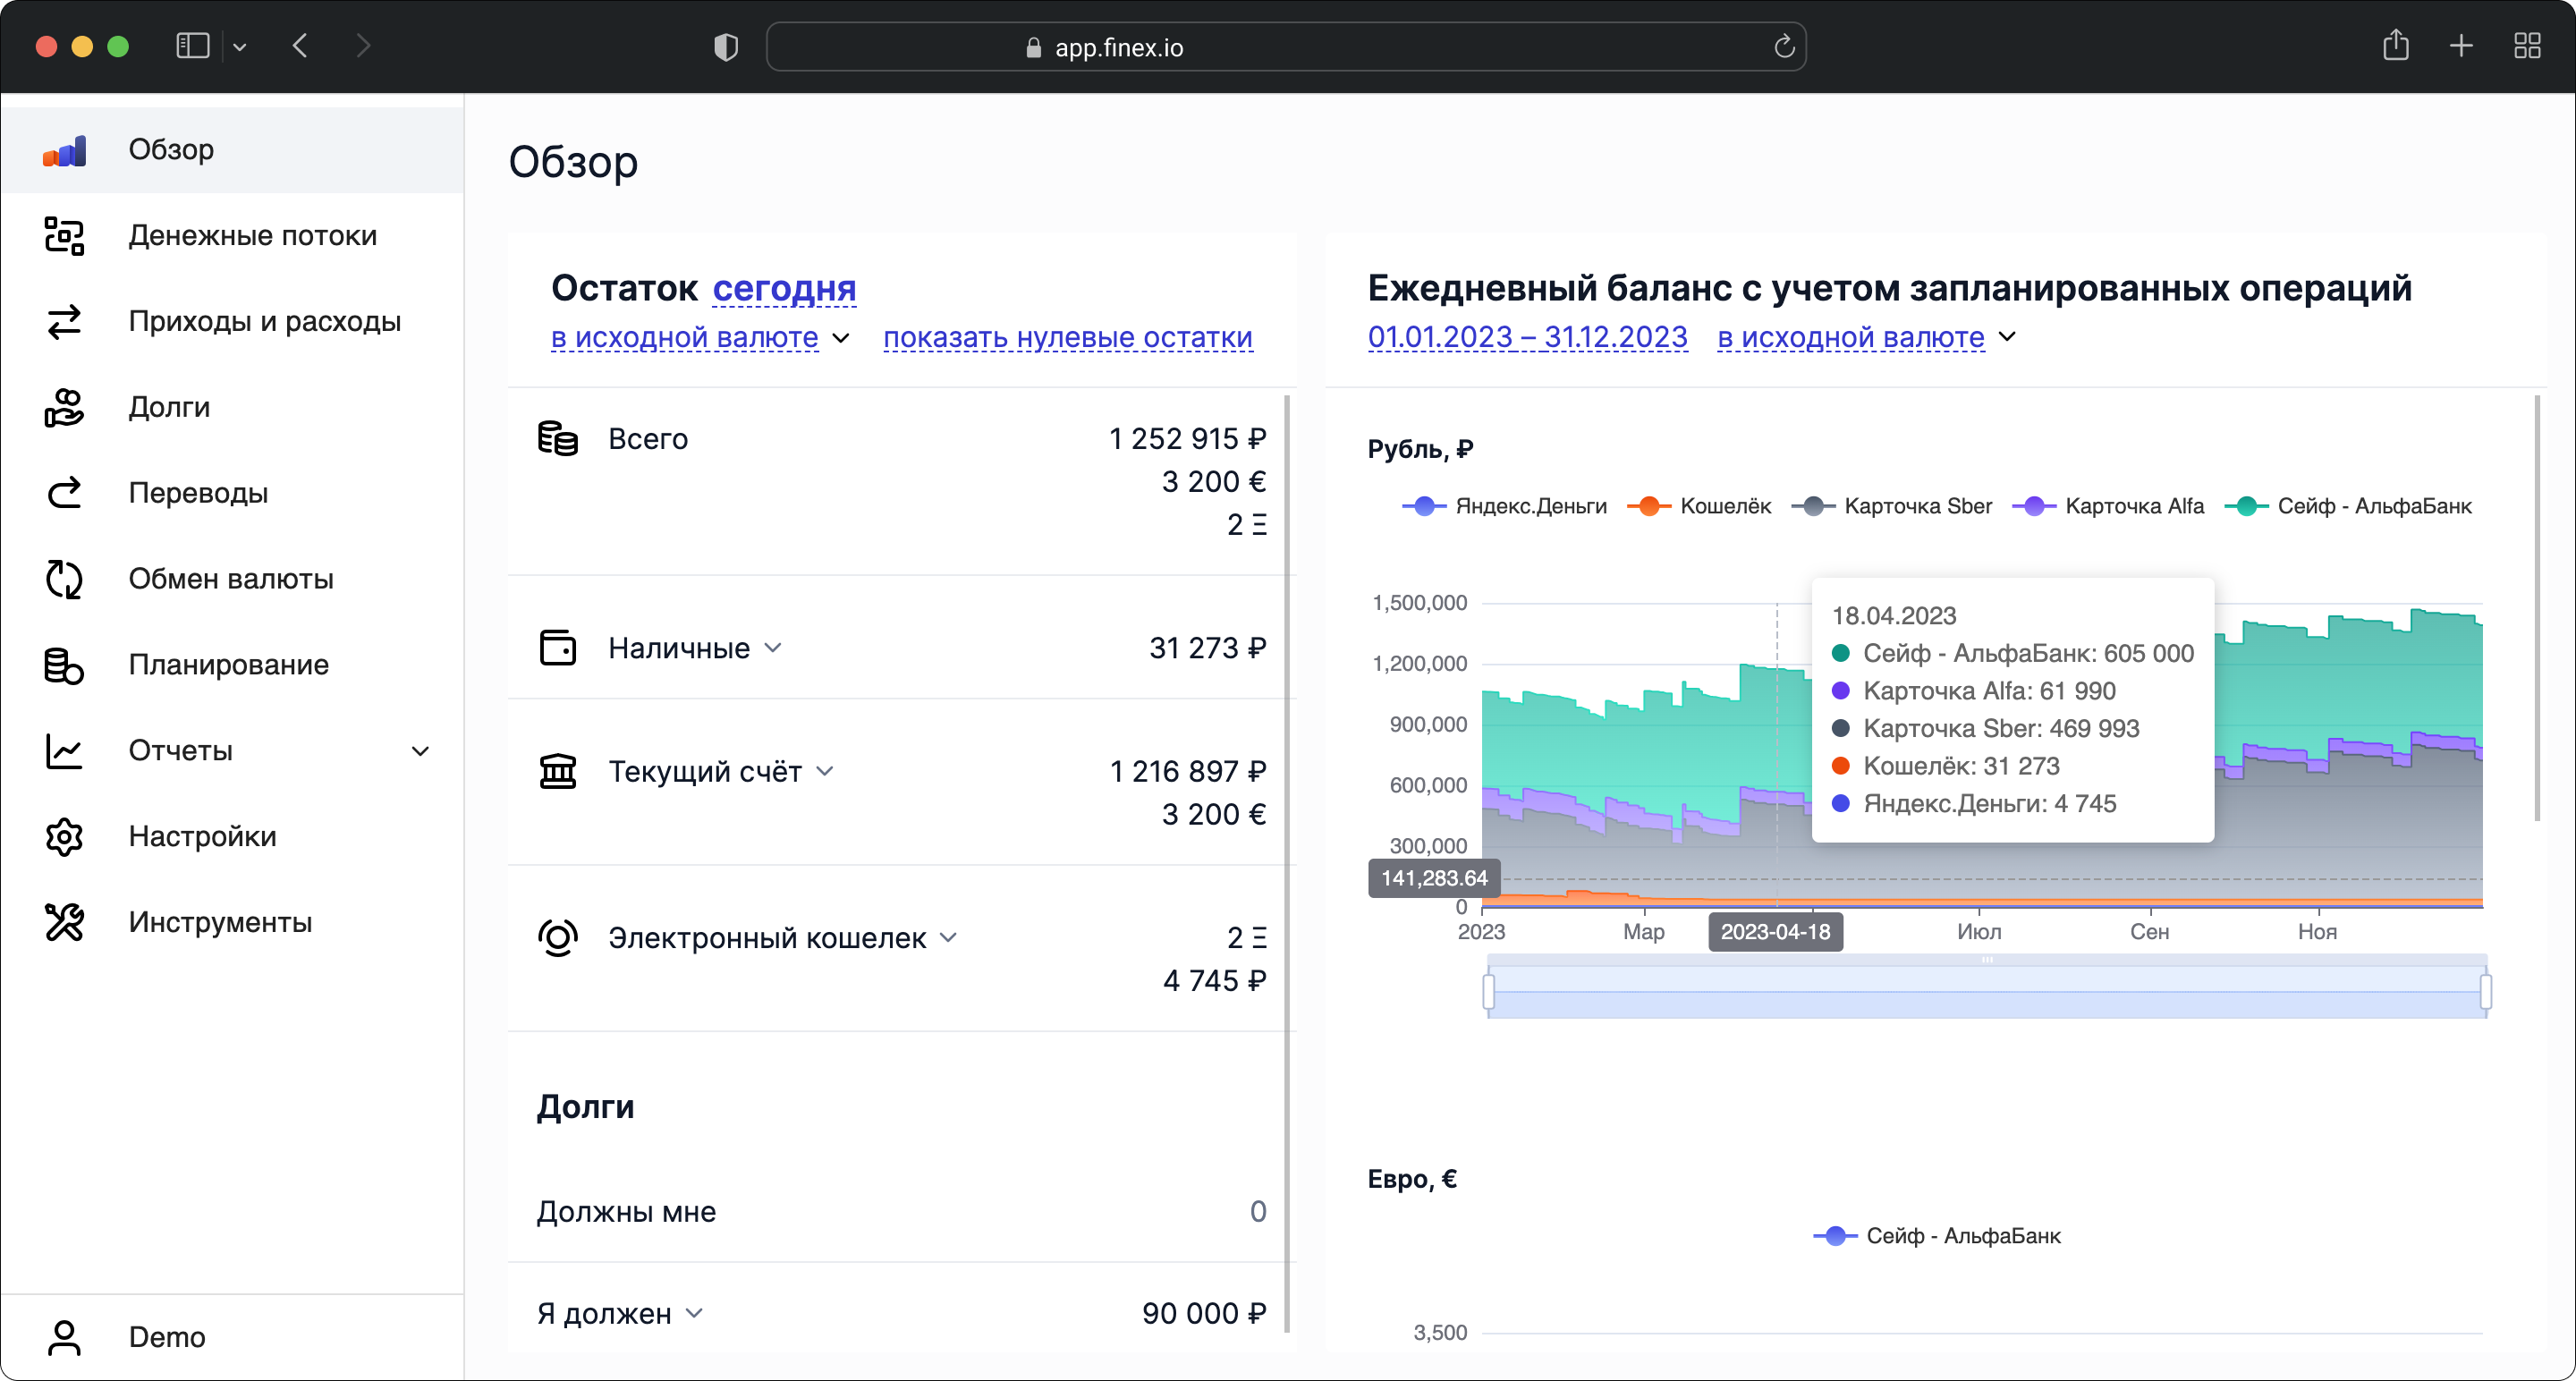 app.finex.io
Обзор
Денежные потоки
Приходы и расходы
Долги
Переводы
Обмен валюты
Планирование
Отчеты
Настройки
Инструменты
Demo
Обзор
Остаток сегодня
в исходной валюте показать нулевые остатки
Всего 1 252 915 ₽
3 200 €
2 Ξ
Наличные 31 273 ₽
Текущий счёт 1 216 897 ₽
3 200 €
Электронный кошелек 2 Ξ
4 745 ₽
Долги
Должны мне 0
Я должен 90 000 ₽
Ежедневный баланс с учетом запланированных операций
01.01.2023 – 31.12.2023 в исходной валюте
Рубль, ₽
Яндекс.Деньги Кошелёк Карточка Sber Карточка Alfa Сейф - АльфаБанк
1,500,000
1,200,000
900,000
600,000
300,000
141,283.64
0
18.04.2023
Сейф - АльфаБанк: 605 000
Карточка Alfa: 61 990
Карточка Sber: 469 993
Кошелёк: 31 273
Яндекс.Деньги: 4 745
2023 Мар 2023-04-18 Июл Сен Ноя
Евро, €
Сейф - АльфаБанк
3,500